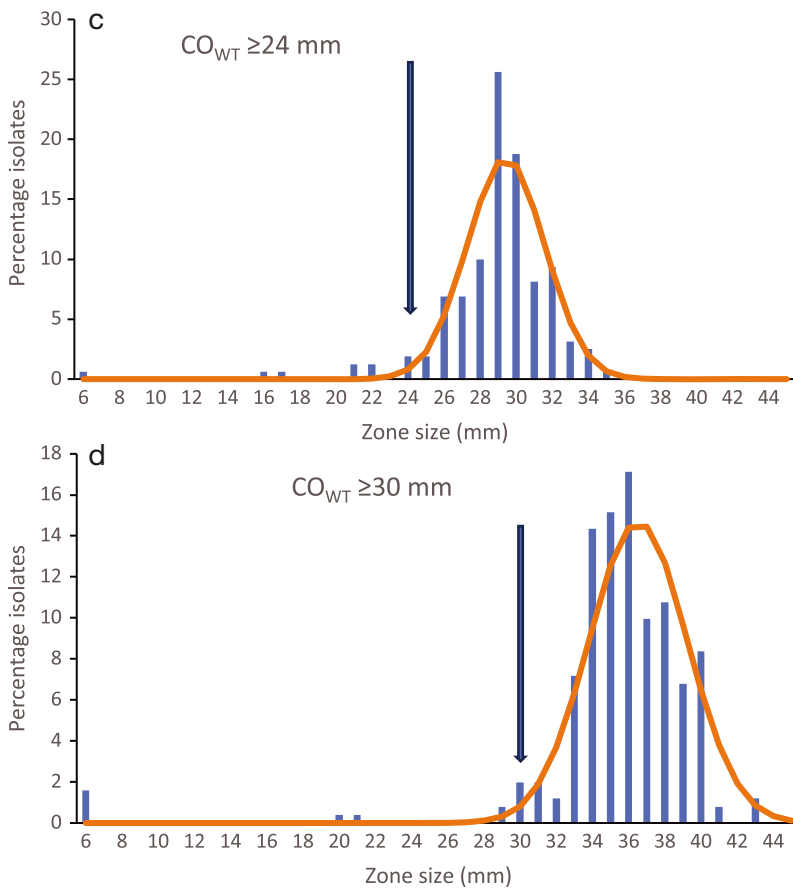 c
CO_WT ≥24 mm
30
25
20
15
10
5
0
Percentage isolates
6 8 10 12 14 16 18 20 22 24 26 28 30 32 34 36 38 40 42 44
Zone size (mm)
d
CO_WT ≥30 mm
18
16
14
12
10
8
6
4
2
0
Percentage isolates
6 8 10 12 14 16 18 20 22 24 26 28 30 32 34 36 38 40 42 44
Zone size (mm)